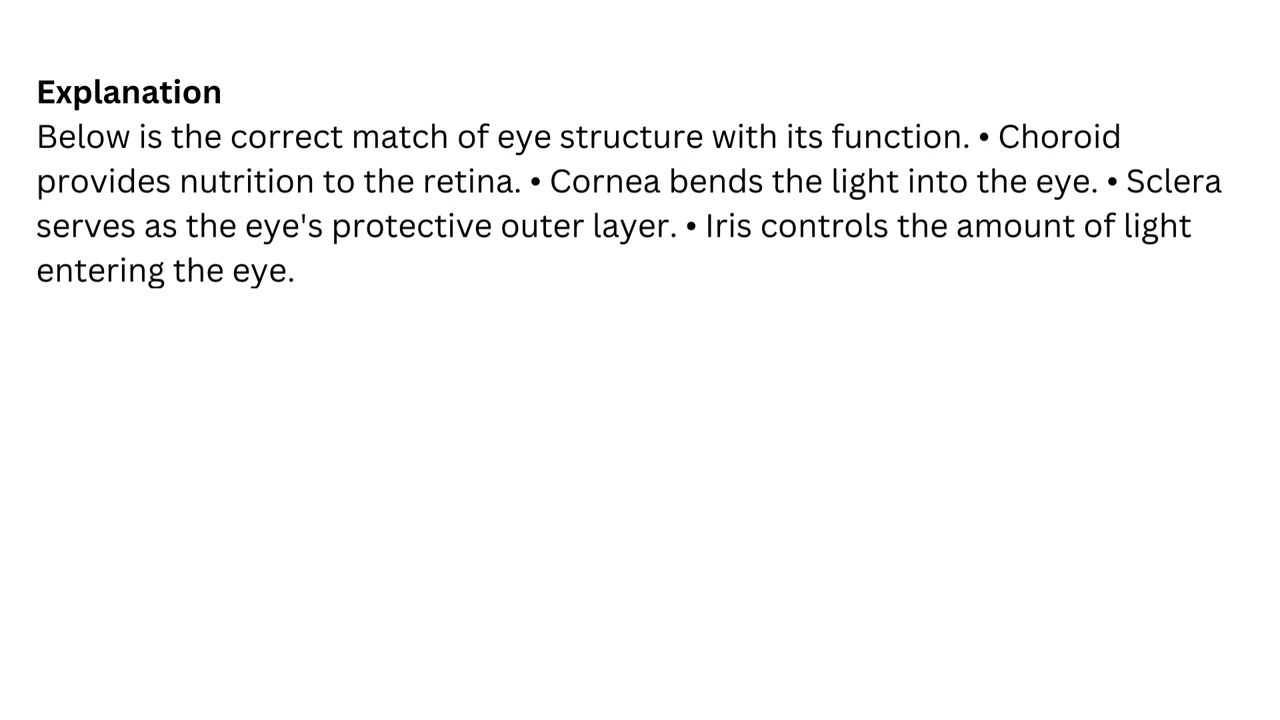 Explanation
Below is the correct match of eye structure with its function. • Choroid
provides nutrition to the retina. • Cornea bends the light into the eye. • Sclera
serves as the eye's protective outer layer. • Iris controls the amount of light
entering the eye.